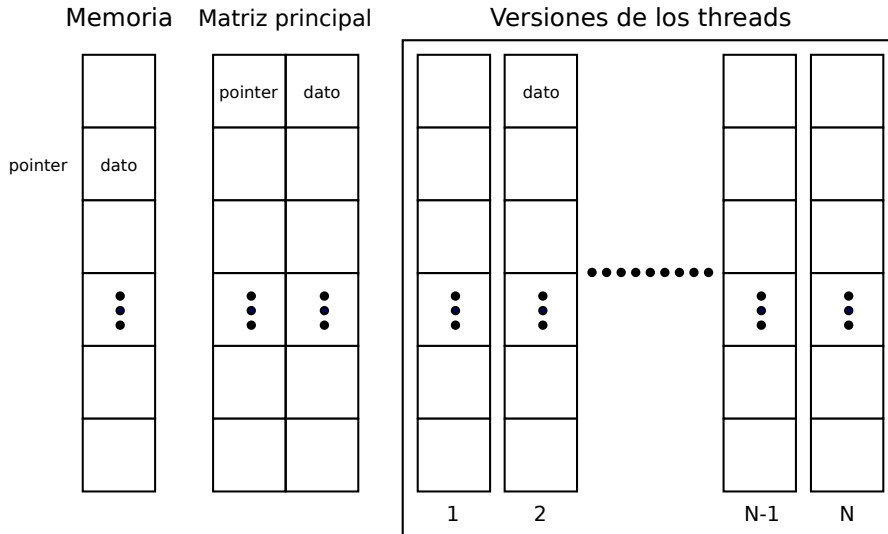 Memoria
Matriz principal
Versiones de los threads
pointer
dato
dato
pointer
dato
1
2
N-1
N